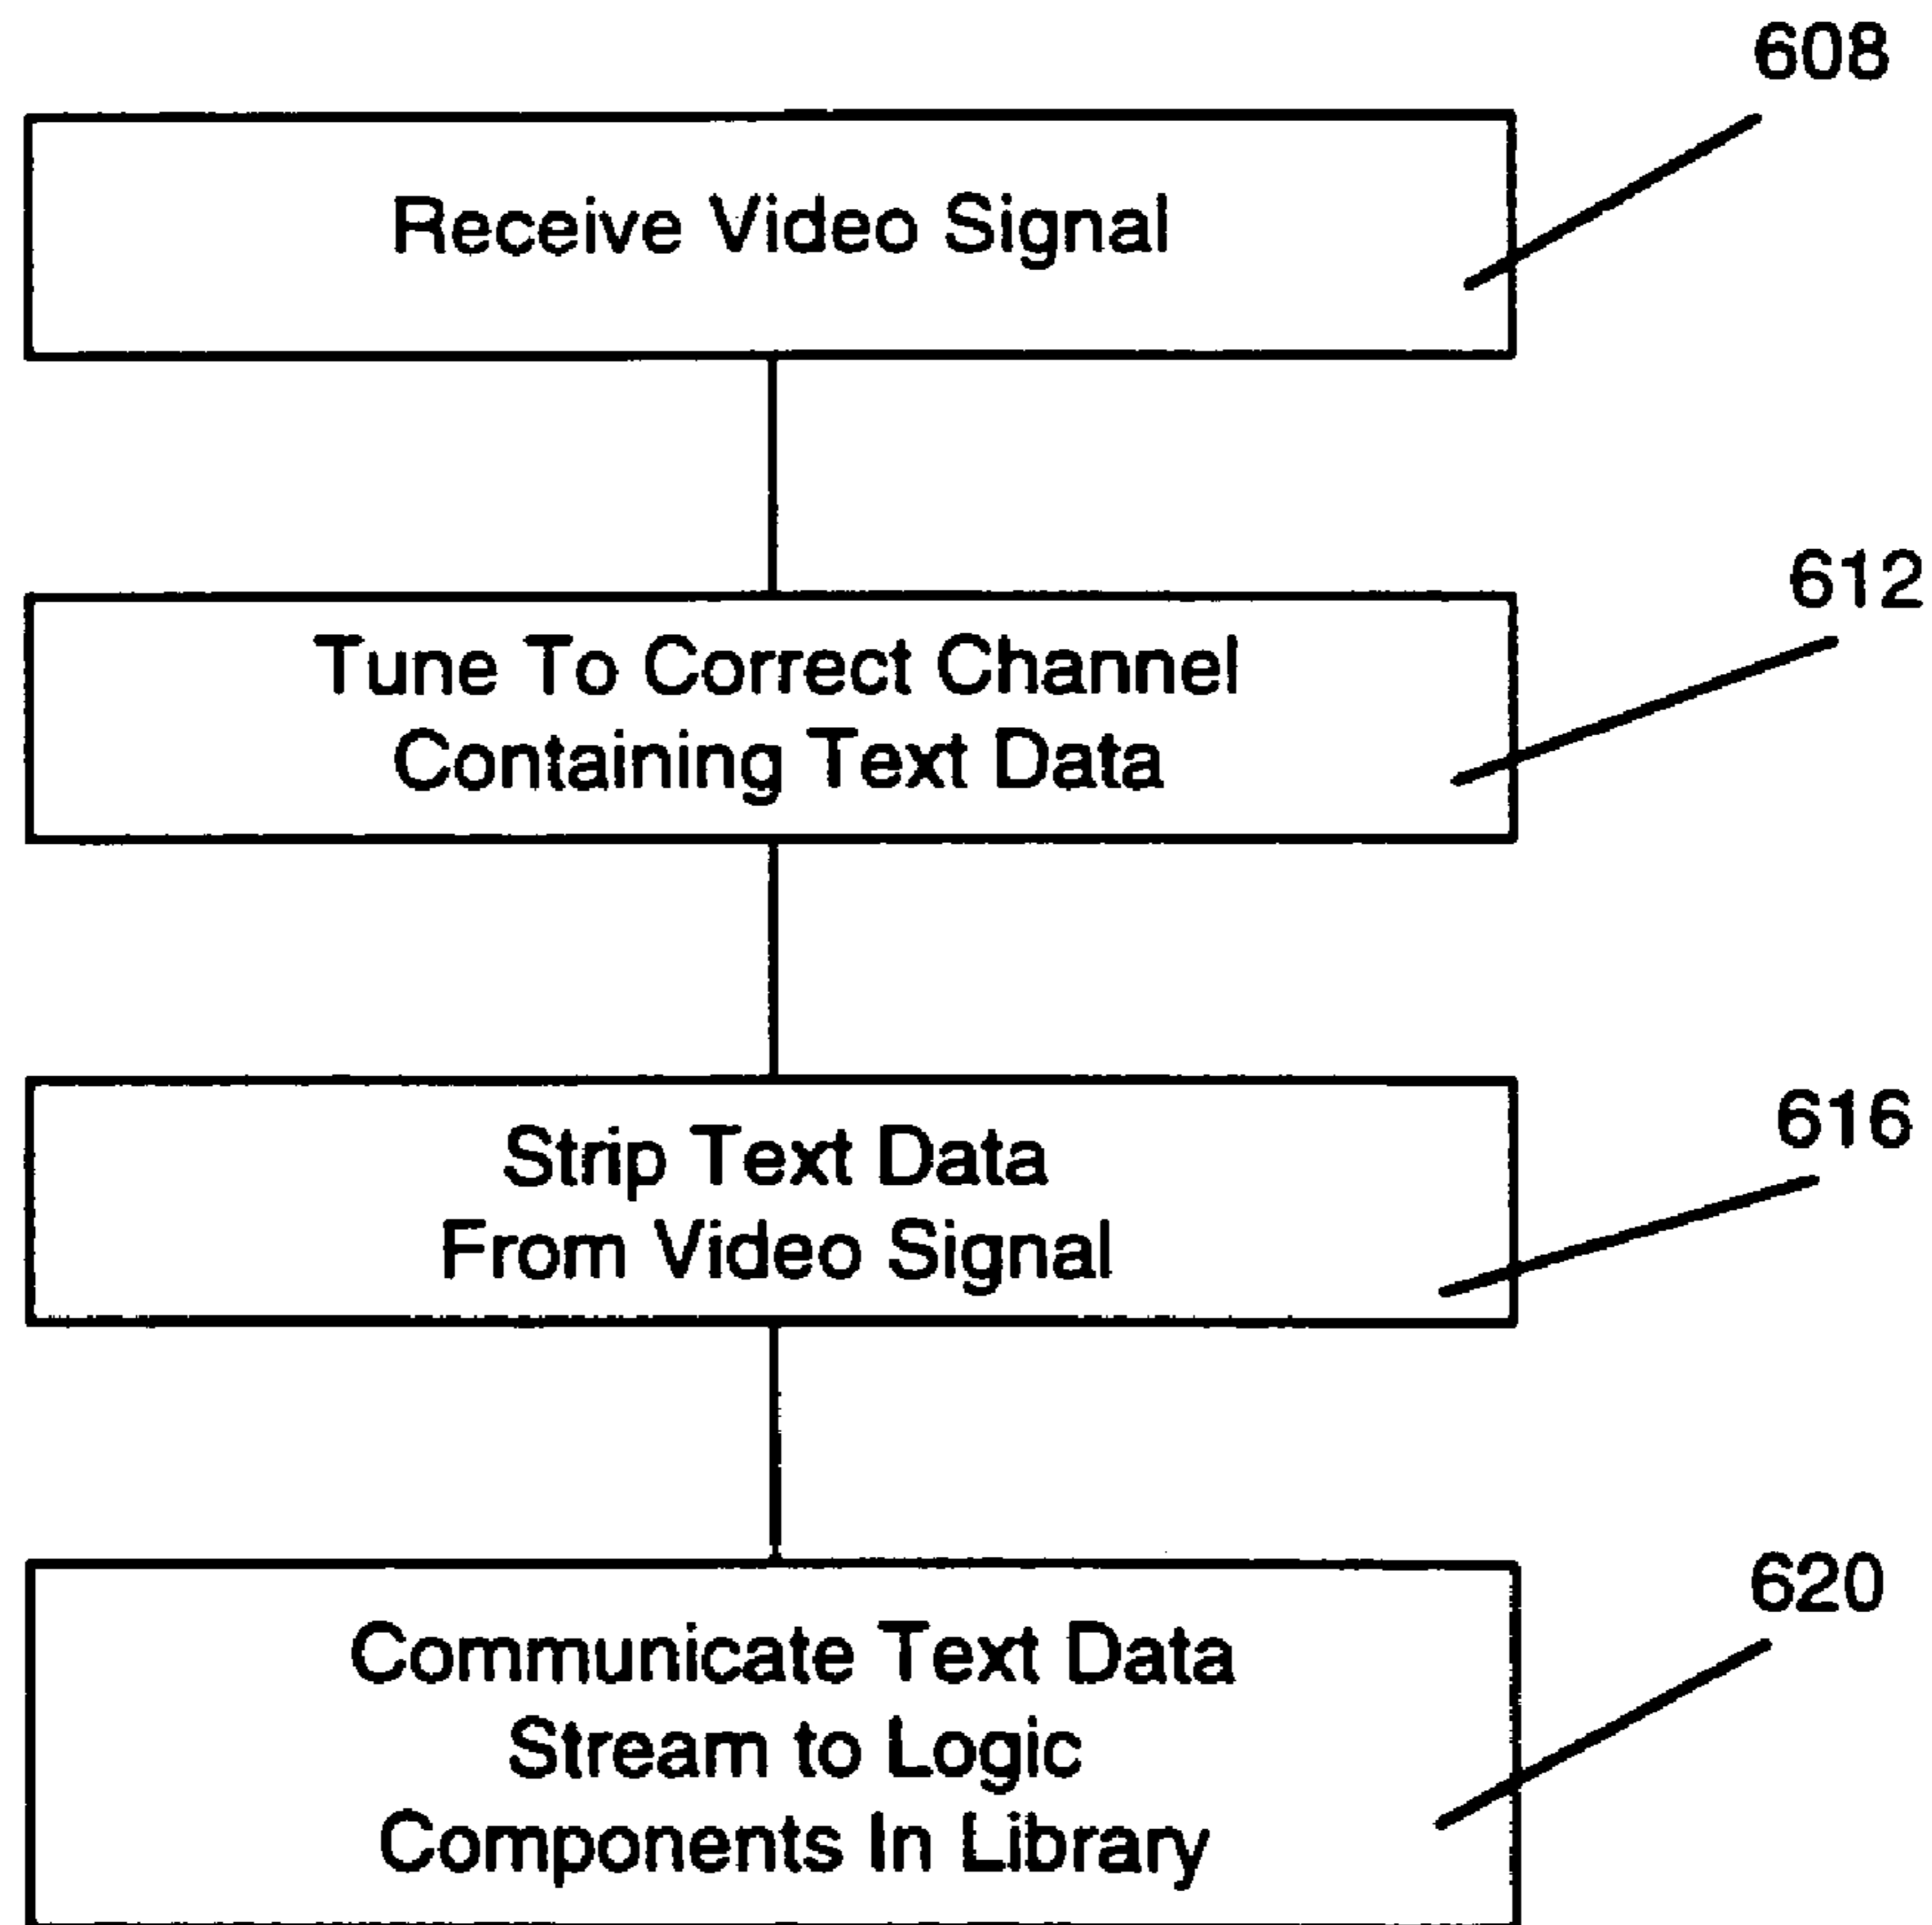 608
Receive Video Signal
612
Tune To Correct Channel
Containing Text Data
616
Strip Text Data
From Video Signal
620
Communicate Text Data
Stream to Logic
Components In Library